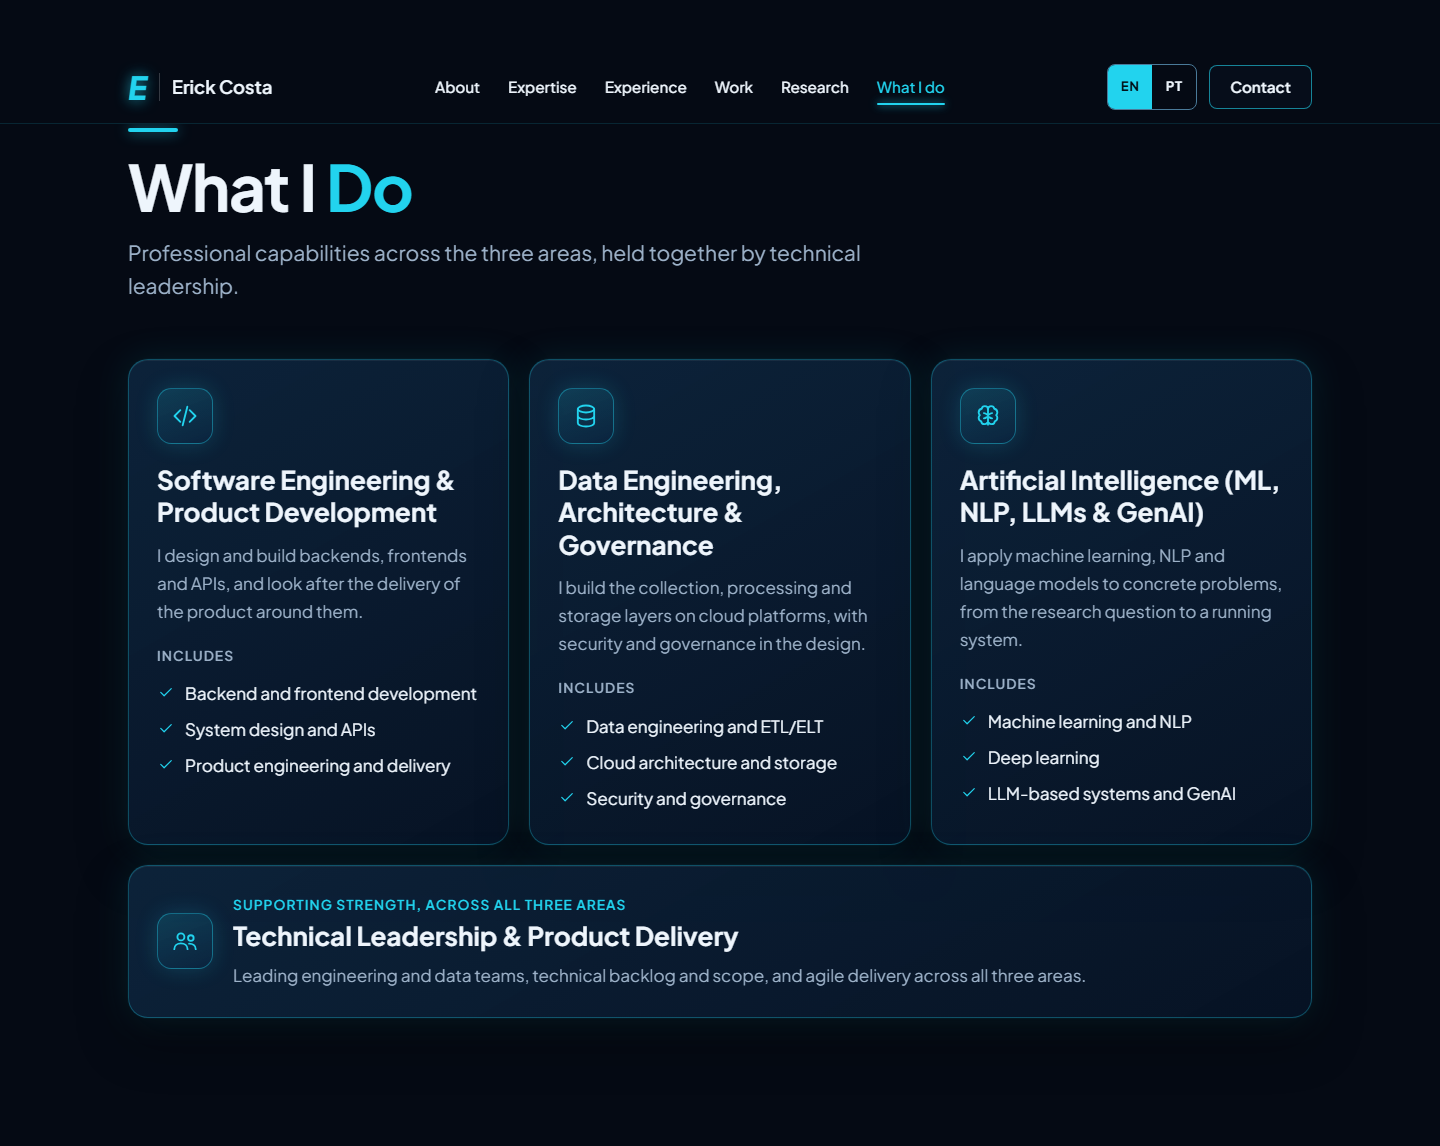 E Erick Costa About Expertise Experience Work Research What I do EN PT Contact
What I Do
Professional capabilities across the three areas, held together by technical
leadership.
Software Engineering &
Product Development
I design and build backends, frontends
and APIs, and look after the delivery of
the product around them.
INCLUDES
Backend and frontend development
System design and APIs
Product engineering and delivery
Data Engineering,
Architecture &
Governance
I build the collection, processing and
storage layers on cloud platforms, with
security and governance in the design.
INCLUDES
Data engineering and ETL/ELT
Cloud architecture and storage
Security and governance
Artificial Intelligence (ML,
NLP, LLMs & GenAI)
I apply machine learning, NLP and
language models to concrete problems,
from the research question to a running
system.
INCLUDES
Machine learning and NLP
Deep learning
LLM-based systems and GenAI
SUPPORTING STRENGTH, ACROSS ALL THREE AREAS
Technical Leadership & Product Delivery
Leading engineering and data teams, technical backlog and scope, and agile delivery across all three areas.